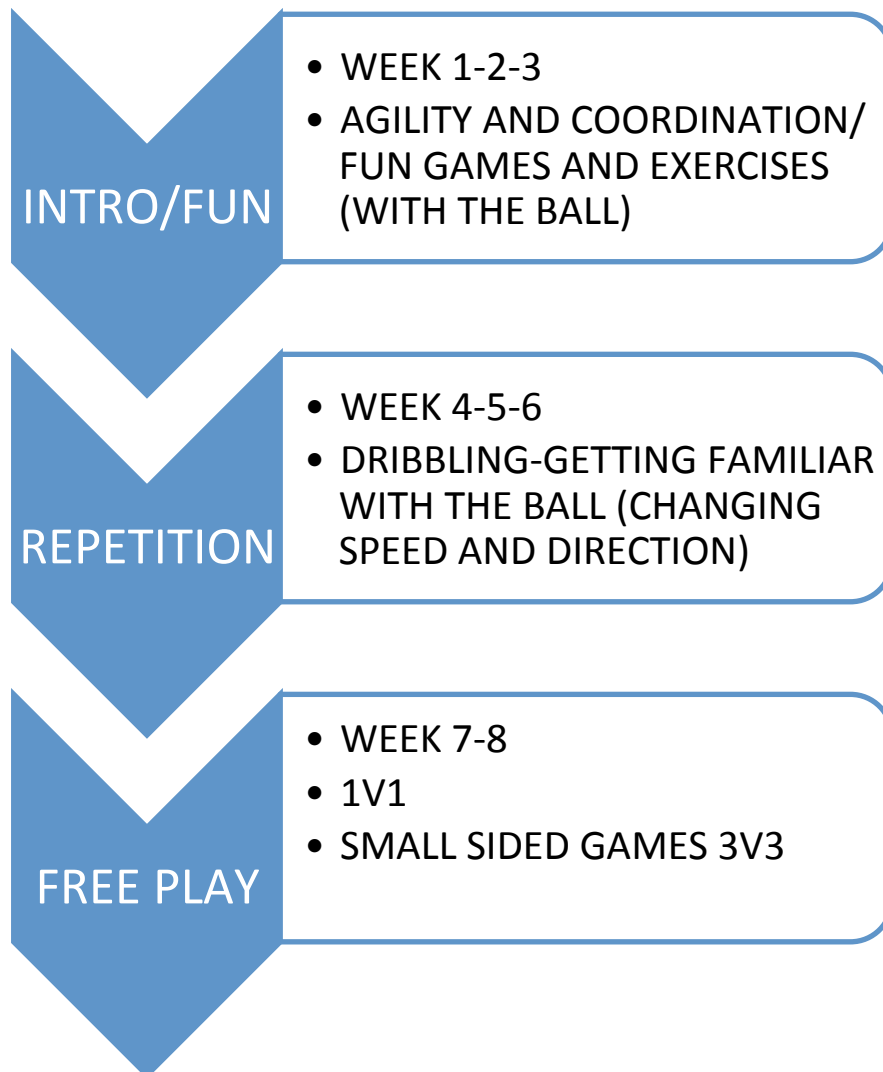 INTRO/FUN
• WEEK 1-2-3
• AGILITY AND COORDINATION/
FUN GAMES AND EXERCISES
(WITH THE BALL)
REPETITION
• WEEK 4-5-6
• DRIBBLING-GETTING FAMILIAR
WITH THE BALL (CHANGING
SPEED AND DIRECTION)
FREE PLAY
• WEEK 7-8
• 1V1
• SMALL SIDED GAMES 3V3